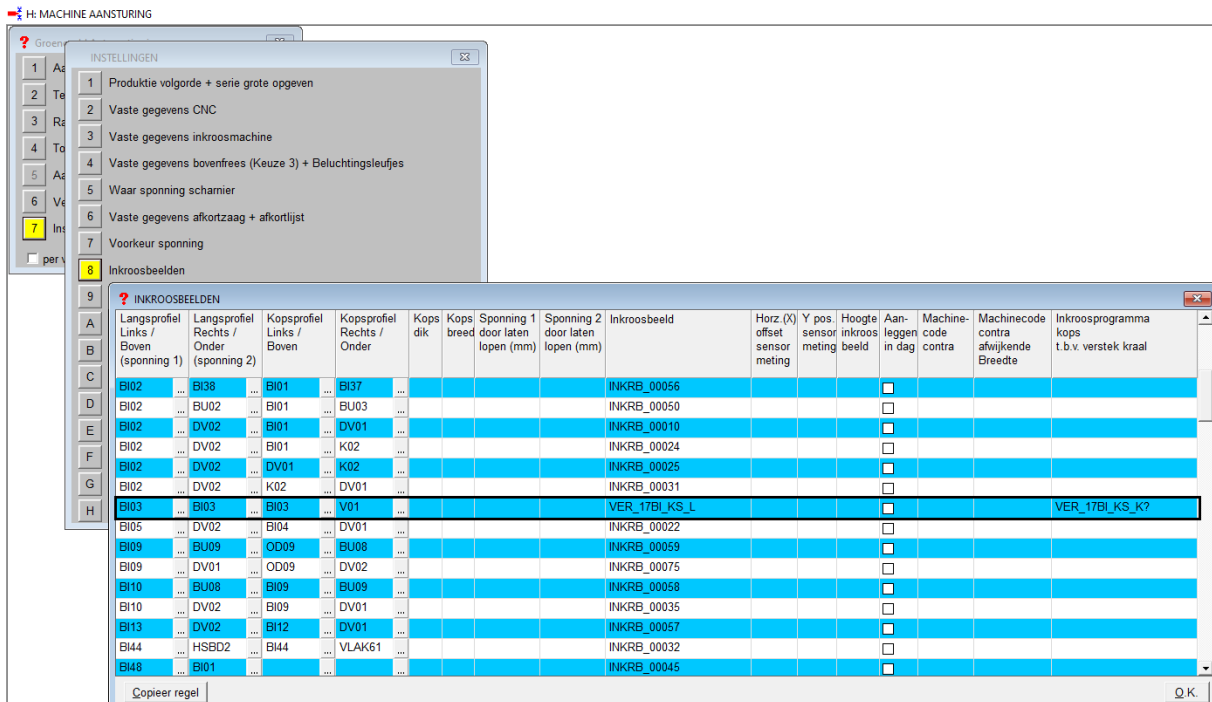 H: MACHINE AANSTURING
? Groen
1
2
3
4
5
6
7
per v
INSTELLINGEN
1 Produktie volgorde + serie grote opgeven
2 Vaste gegevens CNC
3 Vaste gegevens inkroosmachine
4 Vaste gegevens bovenfrees (Keuze 3) + Beluchtingsleufjes
5 Waar sponning scharnier
6 Vaste gegevens afkortzaag + afkortlijst
7 Voorkeur sponning
8 Inkroosbeelden
9
A
B
C
D
E
F
G
H
? INKROOSBEELDEN
Langsprofiel Links / Boven (sponning 1) Langsprofiel Rechts / Onder (sponning 2) Kopsprofiel Links / Boven Kopsprofiel Rechts / Onder Kops dik Kops breed Sponning 1 door laten lopen (mm) Sponning 2 door laten lopen (mm) Inkroosbeeld Horz.(X) offset sensor meting Y pos. sensor meting Hoogte inkroos beeld Aan- leggen in dag Machine- code contra Machinecode contra afwijkende Breedte Inkroosprogramma kops t.b.v. verstek kraal
BI02 ... BI38 ... BI01 ... BI37 ... INKRB_00056
BI02 ... BU02 ... BI01 ... BU03 ... INKRB_00050
BI02 ... DV02 ... BI01 ... DV01 ... INKRB_00010
BI02 ... DV02 ... BI01 ... K02 ... INKRB_00024
BI02 ... DV02 ... DV01 ... K02 ... INKRB_00025
BI02 ... DV02 ... K02 ... DV01 ... INKRB_00031
BI03 ... BI03 ... BI03 ... V01 ... VER_17BI_KS_L VER_17BI_KS_K?
BI05 ... DV02 ... BI04 ... DV01 ... INKRB_00022
BI09 ... BU09 ... OD09 ... BU08 ... INKRB_00059
BI09 ... DV01 ... OD09 ... DV02 ... INKRB_00075
BI10 ... BU08 ... BI09 ... BU09 ... INKRB_00058
BI10 ... DV02 ... BI09 ... DV01 ... INKRB_00035
BI13 ... DV02 ... BI12 ... DV01 ... INKRB_00057
BI44 ... HSBD2 ... BI44 ... VLAK61 ... INKRB_00032
BI48 ... BI01 ... ... ... INKRB_00045
Copieer regel O.K.